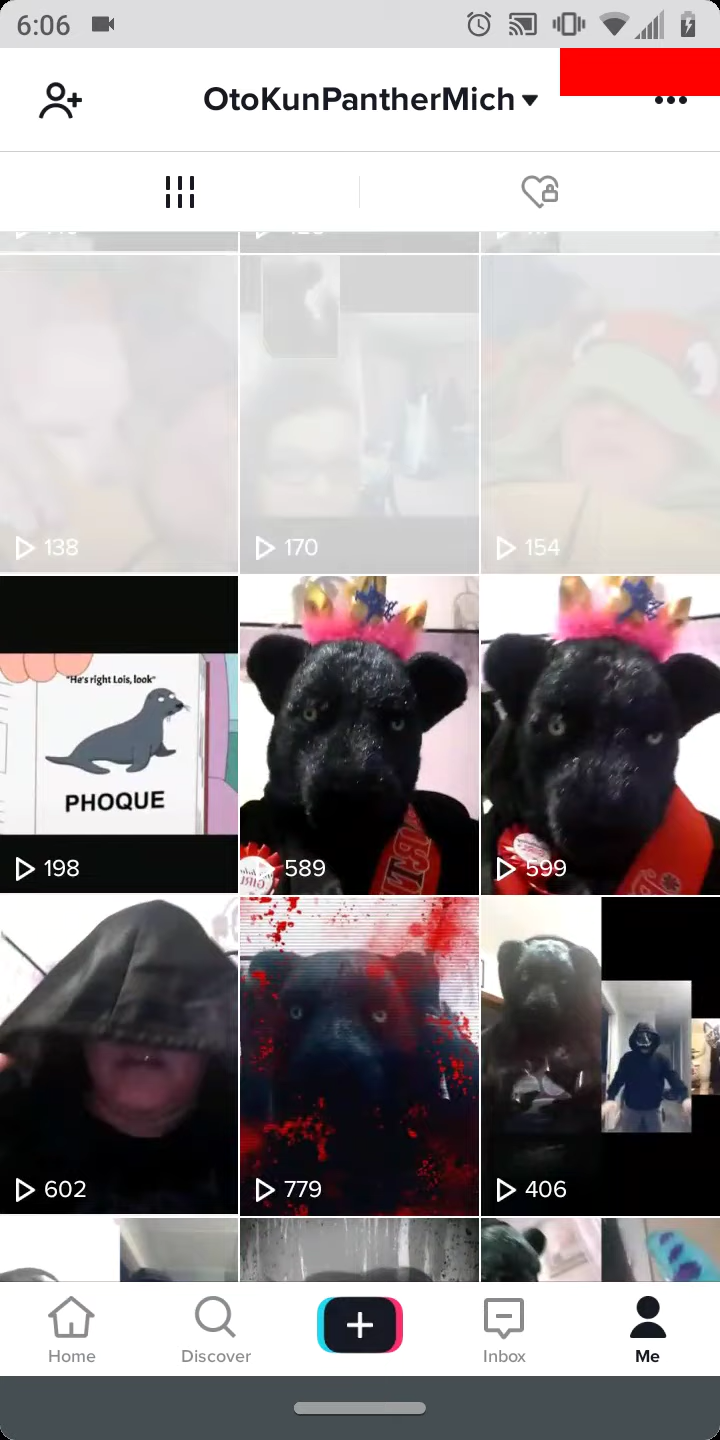 6:06
OtoKunPantherMich
138
170
154
"He's right Lois, look"
PHOQUE
198
589
599
602
779
406
Home
Discover
Inbox
Me